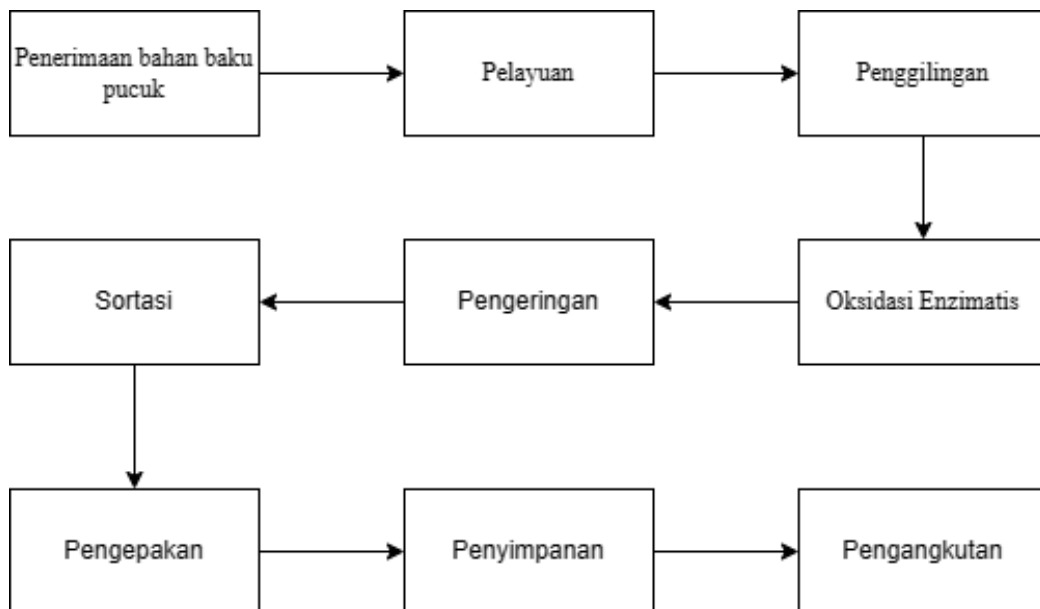 Penerimaan bahan baku
pucuk
Pelayuan
Penggilingan
Oksidasi Enzimatis
Pengeringan
Sortasi
Pengepakan
Penyimpanan
Pengangkutan